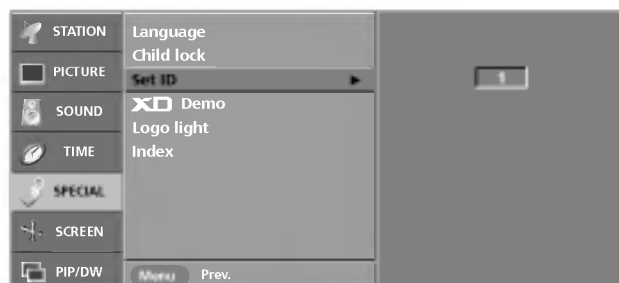 STATION
PICTURE
SOUND
TIME
SPECIAL
SCREEN
PIP/DW
Language
Child lock
Set ID
XD Demo
Logo light
Index
Menu Prev.
1